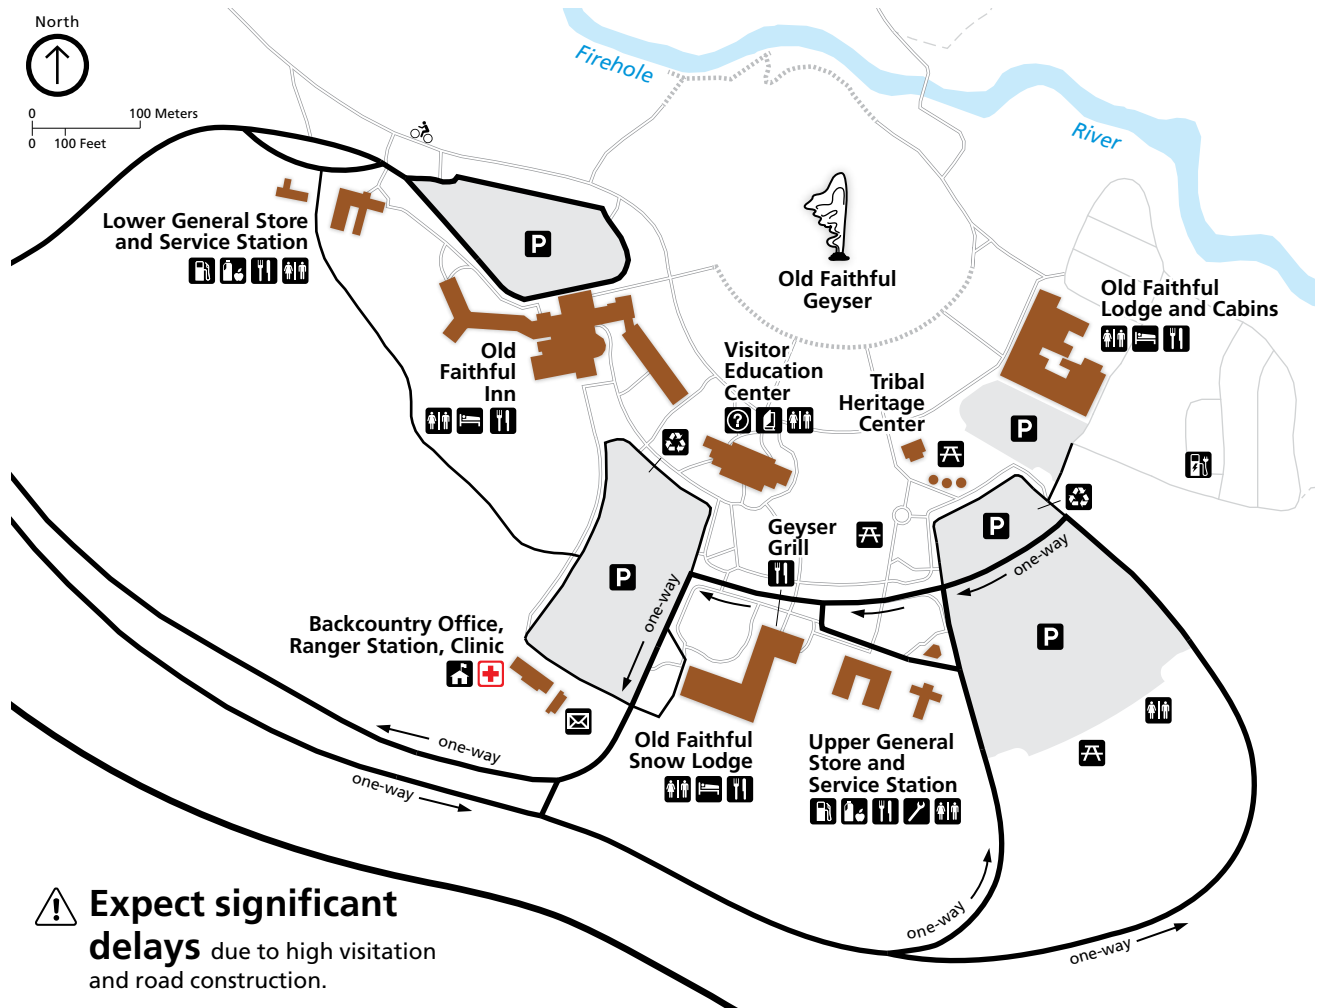 North
0 100 Meters
0 100 Feet
Firehole
River
Lower General Store
and Service Station
P
Old Faithful
Geyser
Old Faithful
Lodge and Cabins
Old
Faithful
Inn
Visitor
Education
Center
?
Tribal
Heritage
Center
P
Geyser
Grill
P
P
one-way
one-way
P
Backcountry Office,
Ranger Station, Clinic
Old Faithful
Snow Lodge
Upper General
Store and
Service Station
one-way
one-way
one-way
one-way
Expect significant
delays due to high visitation
and road construction.